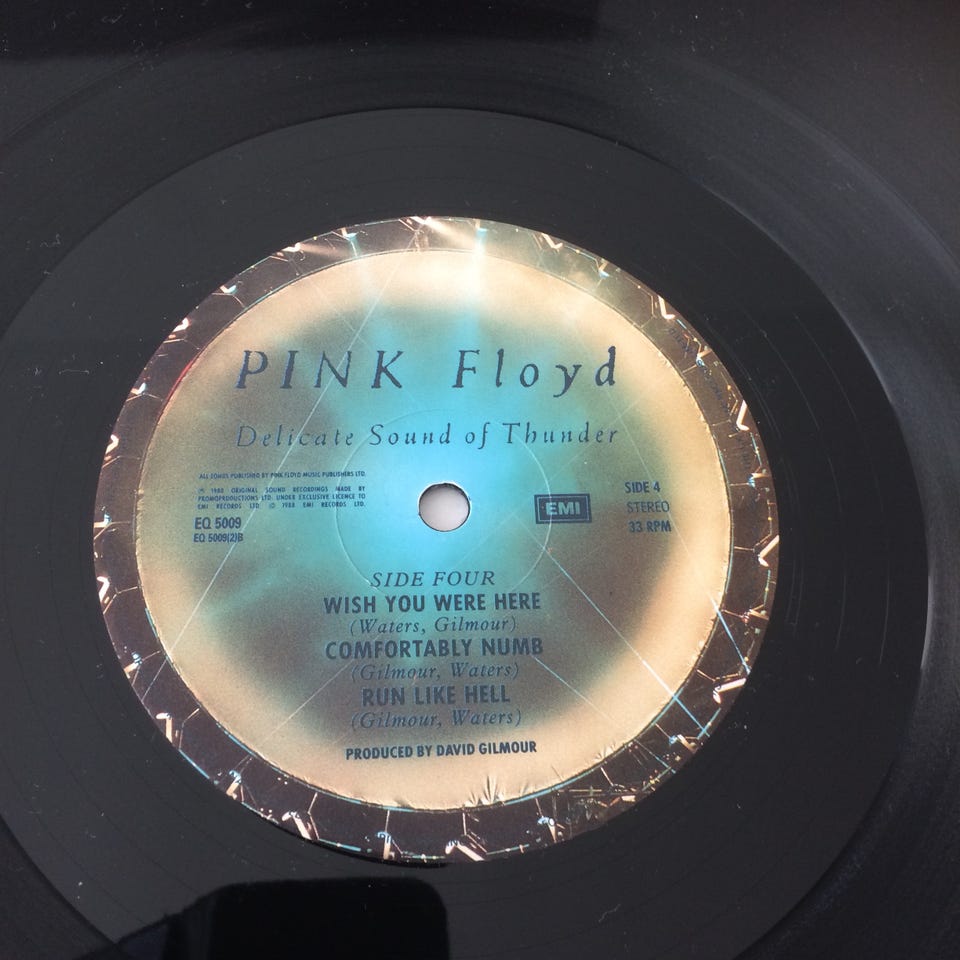 PINK Floyd
Delicate Sound of Thunder
ALL SONGS PUBLISHED BY PINK FLOYD MUSIC PUBLISHERS LTD.
℗ 1988 ORIGINAL SOUND RECORDINGS MADE BY
PROMOPRODUCTIONS LTD. UNDER EXCLUSIVE LICENCE TO
EMI RECORDS LTD © 1988 EMI RECORDS LTD.
EQ 5009
EQ 5009(2)B
EMI
SIDE 4
STEREO
33 RPM
SIDE FOUR
WISH YOU WERE HERE
(Waters, Gilmour)
COMFORTABLY NUMB
(Gilmour, Waters)
RUN LIKE HELL
(Gilmour, Waters)
PRODUCED BY DAVID GILMOUR